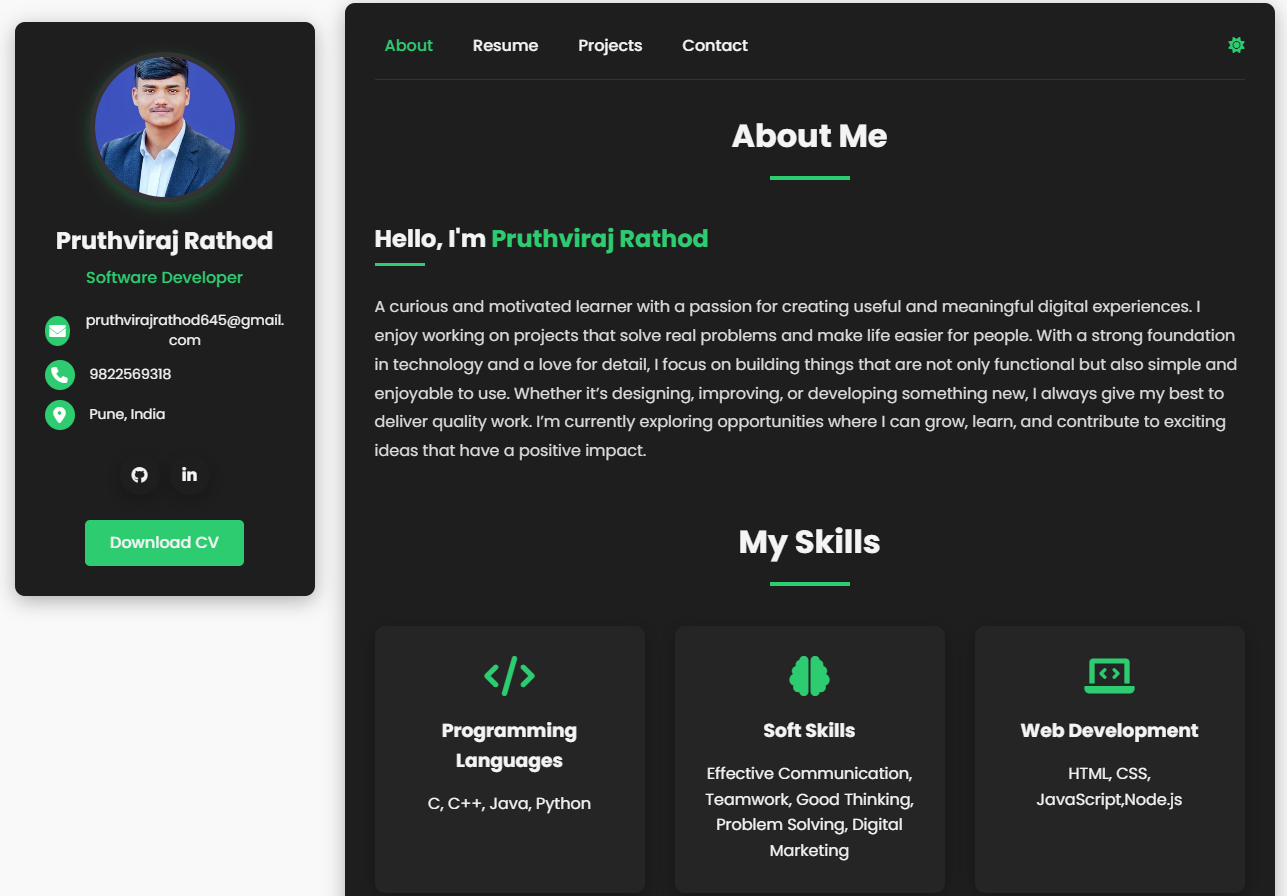 Pruthviraj Rathod
Software Developer
pruthvirajrathod645@gmail.
com
9822569318
Pune, India
in
Download CV
About
Resume
Projects
Contact
About Me
Hello, I'm Pruthviraj Rathod
A curious and motivated learner with a passion for creating useful and meaningful digital experiences. I
enjoy working on projects that solve real problems and make life easier for people. With a strong foundation
in technology and a love for detail, I focus on building things that are not only functional but also simple and
enjoyable to use. Whether it’s designing, improving, or developing something new, I always give my best to
deliver quality work. I’m currently exploring opportunities where I can grow, learn, and contribute to exciting
ideas that have a positive impact.
My Skills
Programming
Languages
C, C++, Java, Python
Soft Skills
Effective Communication,
Teamwork, Good Thinking,
Problem Solving, Digital
Marketing
Web Development
HTML, CSS,
JavaScript,Node.js